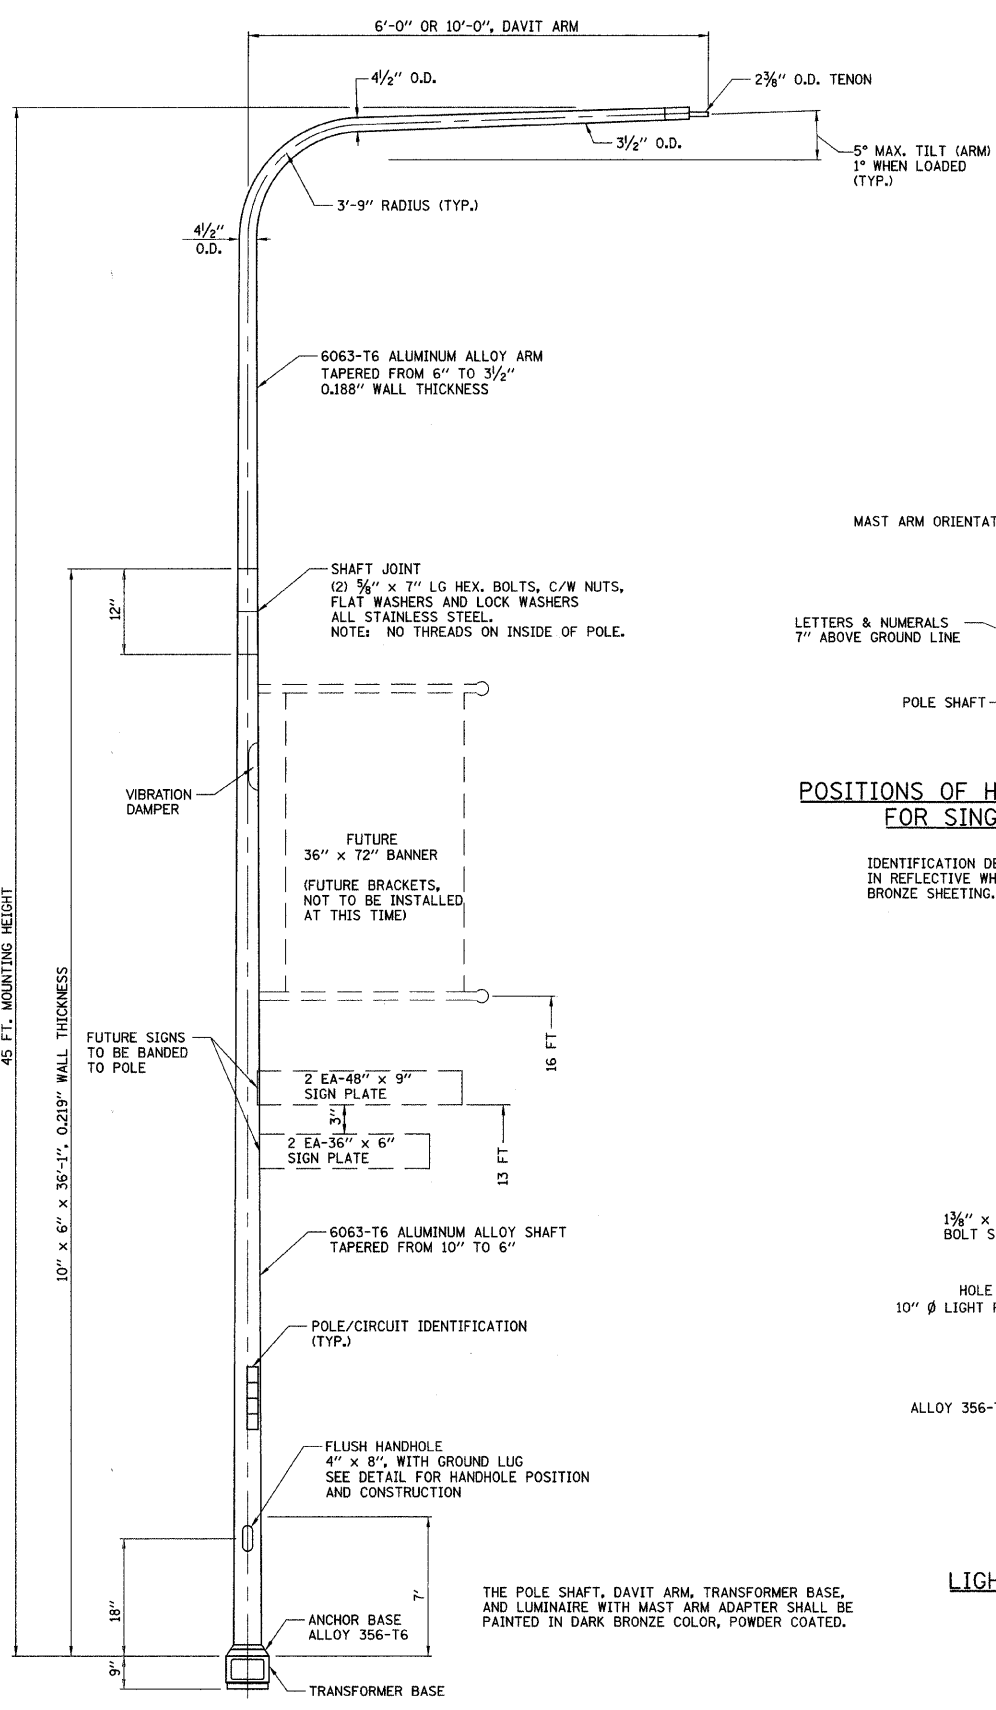 6'-0" OR 10'-0", DAVIT ARM
4½" O.D.
2⅜" O.D. TENON
3½" O.D.
5° MAX. TILT (ARM)
1° WHEN LOADED
(TYP.)
3'-9" RADIUS (TYP.)
4½"
O.D.
6063-T6 ALUMINUM ALLOY ARM
TAPERED FROM 6" TO 3½"
0.188" WALL THICKNESS
MAST ARM ORIENTAT
SHAFT JOINT
(2) ⅝" x 7" LG HEX. BOLTS, C/W NUTS,
FLAT WASHERS AND LOCK WASHERS
ALL STAINLESS STEEL.
NOTE: NO THREADS ON INSIDE OF POLE.
12"
LETTERS & NUMERALS
7" ABOVE GROUND LINE
POLE SHAFT
VIBRATION
DAMPER
POSITIONS OF H
FOR SING
FUTURE
36" x 72" BANNER
(FUTURE BRACKETS,
NOT TO BE INSTALLED
AT THIS TIME)
IDENTIFICATION DE
IN REFLECTIVE WH
BRONZE SHEETING.
45 FT. MOUNTING HEIGHT
10" x 6" x 36'-1", 0.219" WALL THICKNESS
FUTURE SIGNS
TO BE BANDED
TO POLE
16 FT
2 EA-48" x 9"
SIGN PLATE
3"
2 EA-36" x 6"
SIGN PLATE
13 FT
6063-T6 ALUMINUM ALLOY SHAFT
TAPERED FROM 10" TO 6"
1⅜" x
BOLT S
HOLE
10" Ø LIGHT
POLE/CIRCUIT IDENTIFICATION
(TYP.)
ALLOY 356-
FLUSH HANDHOLE
4" x 8", WITH GROUND LUG
SEE DETAIL FOR HANDHOLE POSITION
AND CONSTRUCTION
18"
7'
LIGH
THE POLE SHAFT, DAVIT ARM, TRANSFORMER BASE,
AND LUMINAIRE WITH MAST ARM ADAPTER SHALL BE
PAINTED IN DARK BRONZE COLOR, POWDER COATED.
ANCHOR BASE
ALLOY 356-T6
9"
TRANSFORMER BASE